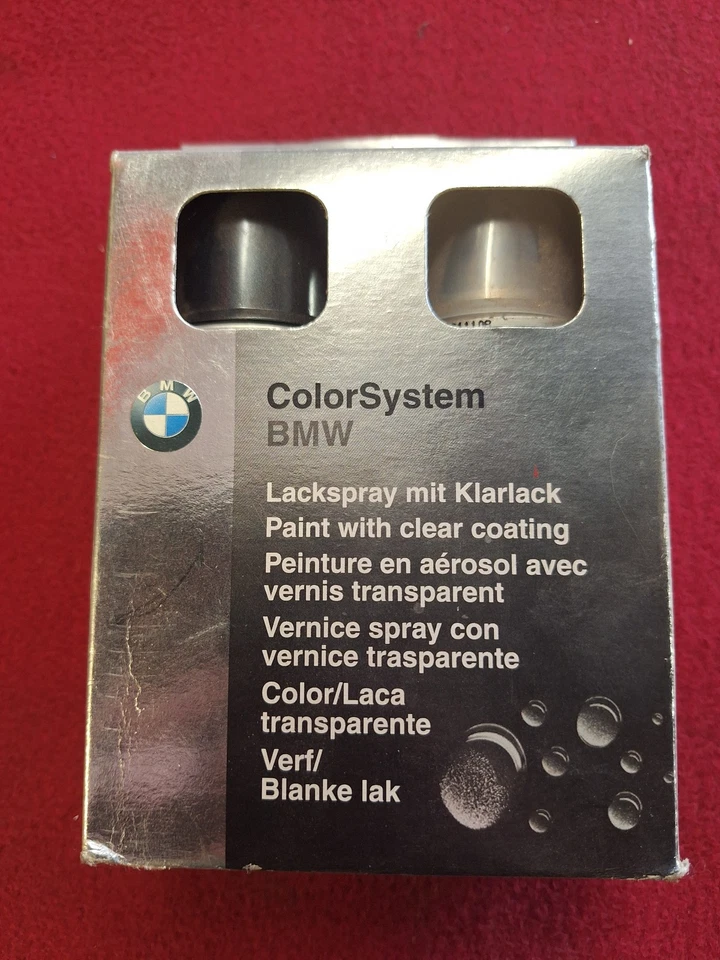 BMW
ColorSystem
BMW
Lackspray mit Klarlack
Paint with clear coating
Peinture en aérosol avec
vernis transparent
Vernice spray con
vernice trasparente
Color/Laca
transparente
Verf/
Blanke lak